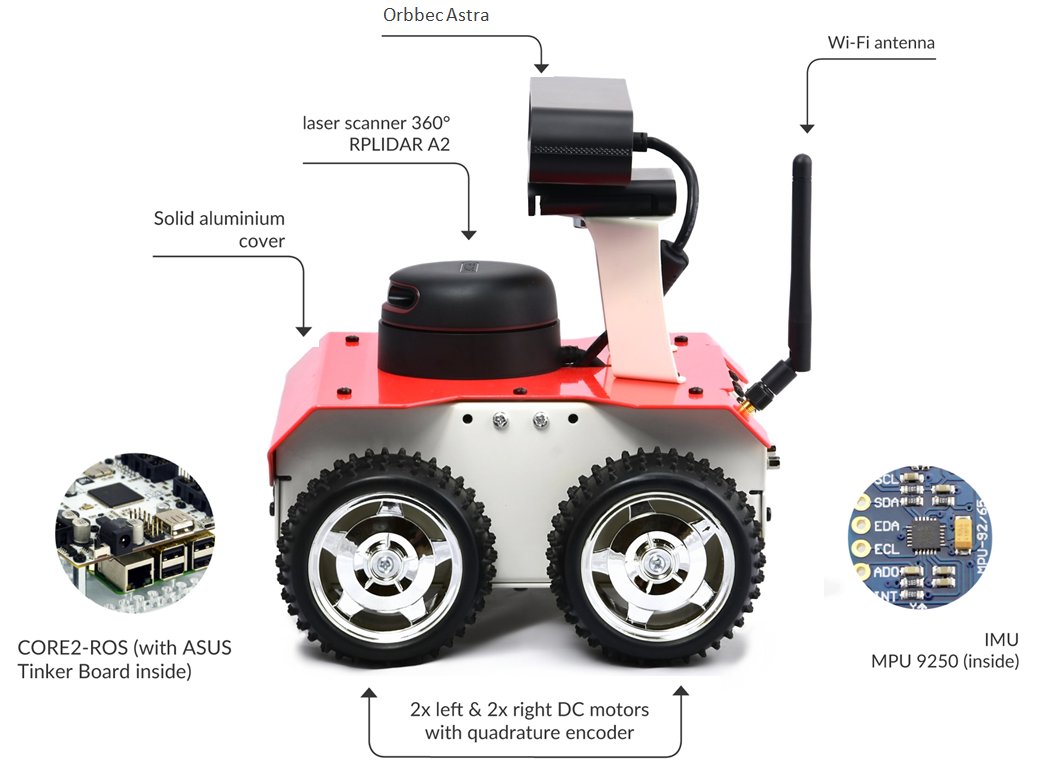 Orbbec Astra
Wi-Fi antenna
laser scanner 360°
RPLIDAR A2
Solid aluminium
cover
SCL
SDA
EDA
ECL
ADO
INT
MPU-92/65
CORE2-ROS (with ASUS
Tinker Board inside)
IMU
MPU 9250 (inside)
2x left & 2x right DC motors
with quadrature encoder